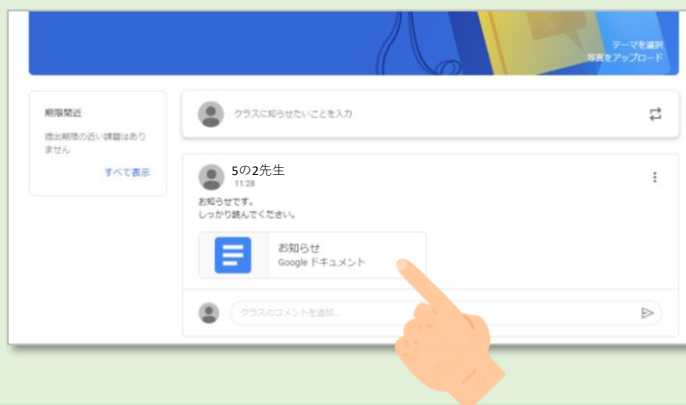 テーマを選択
写真をアップロード
期限間近
提出期限の近い課題はあり
ません
すべて表示
クラスに知らせたいことを入力
5の2先生
11:28
お知らせです。
しっかり読んでください。
お知らせ
Google ドキュメント
クラスのコメントを追加...